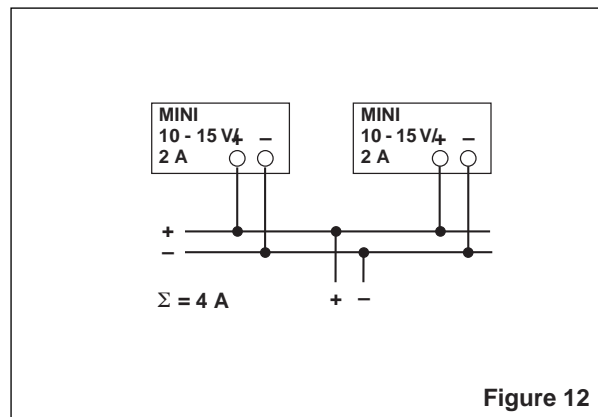 MINI
10 - 15 V/
2 A
+ −
MINI
10 - 15 V/
2 A
+ −
+
−
Σ = 4 A
+ −
Figure 12